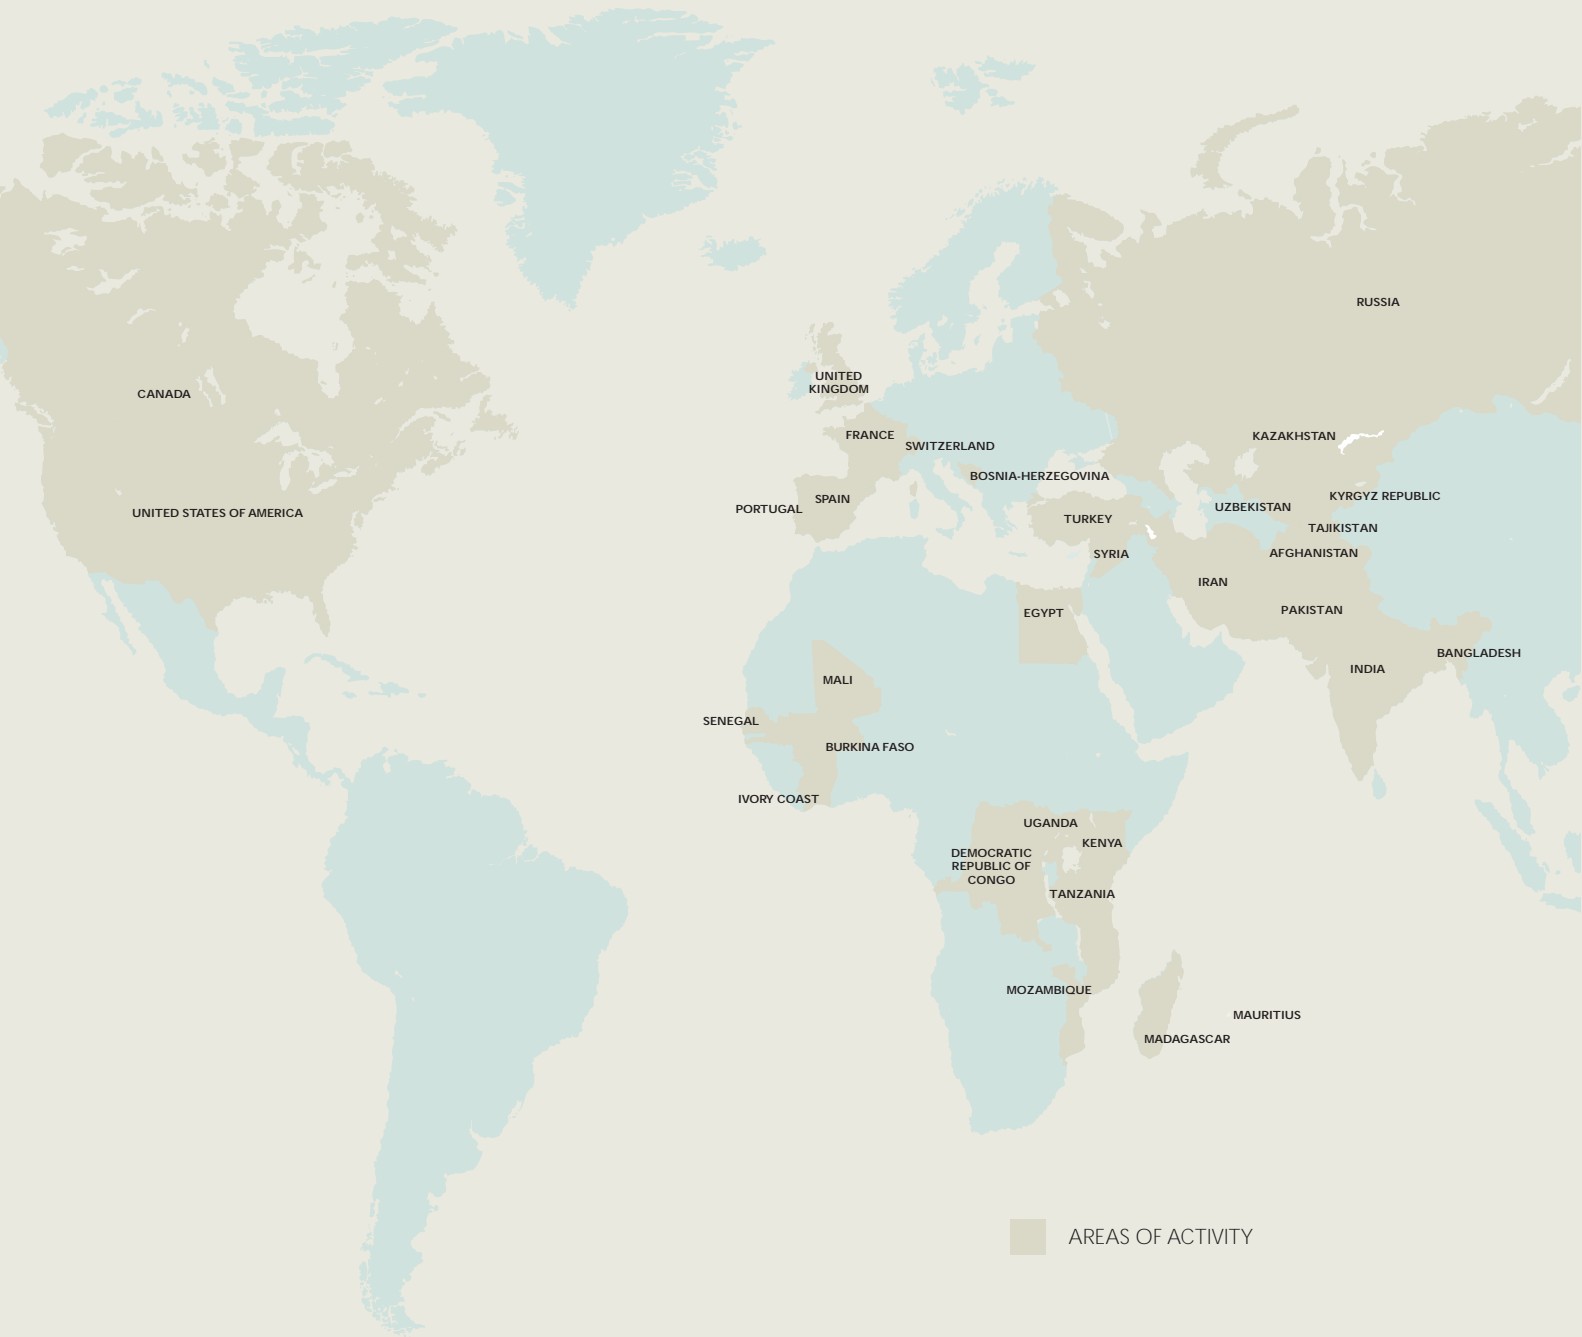 RUSSIA
UNITED
KINGDOM
CANADA
FRANCE
SWITZERLAND
KAZAKHSTAN
BOSNIA-HERZEGOVINA
KYRGYZ REPUBLIC
SPAIN
PORTUGAL
UZBEKISTAN
UNITED STATES OF AMERICA
TURKEY
TAJIKISTAN
SYRIA
AFGHANISTAN
IRAN
EGYPT
PAKISTAN
BANGLADESH
INDIA
MALI
SENEGAL
BURKINA FASO
IVORY COAST
UGANDA
KENYA
DEMOCRATIC
REPUBLIC OF
CONGO
TANZANIA
MOZAMBIQUE
MAURITIUS
MADAGASCAR
AREAS OF ACTIVITY